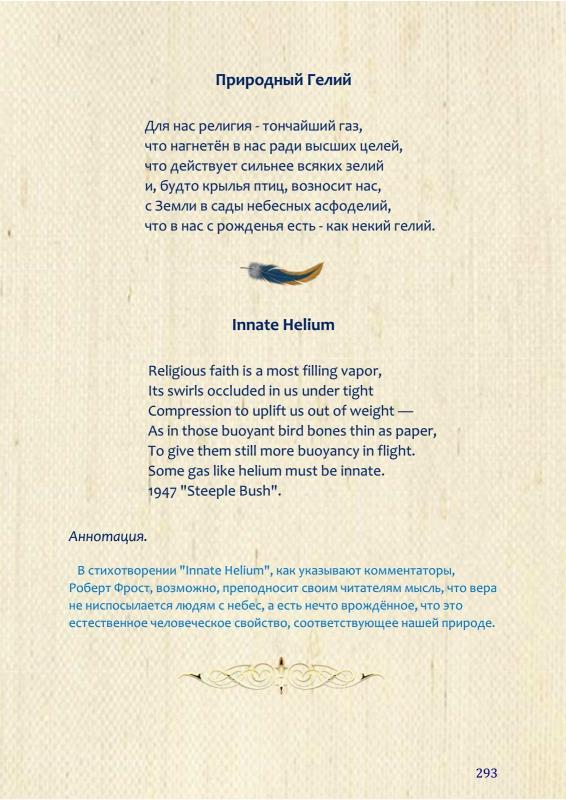 Природный Гелий
Для нас религия - тончайший газ,
что нагнетён в нас ради высших целей,
что действует сильнее всяких зелий
и, будто крылья птиц, возносит нас,
с Земли в сады небесных асфоделий,
что в нас с рожденья есть - как некий гелий.
Innate Helium
Religious faith is a most filling vapor,
Its swirls occluded in us under tight
Compression to uplift us out of weight —
As in those buoyant bird bones thin as paper,
To give them still more buoyancy in flight.
Some gas like helium must be innate.
1947 "Steeple Bush".
Аннотация.
В стихотворении "Innate Helium", как указывают комментаторы,
Роберт Фрост, возможно, преподносит своим читателям мысль, что вера
не ниспосылается людям с небес, а есть нечто врождённое, что это
естественное человеческое свойство, соответствующее нашей природе.
293